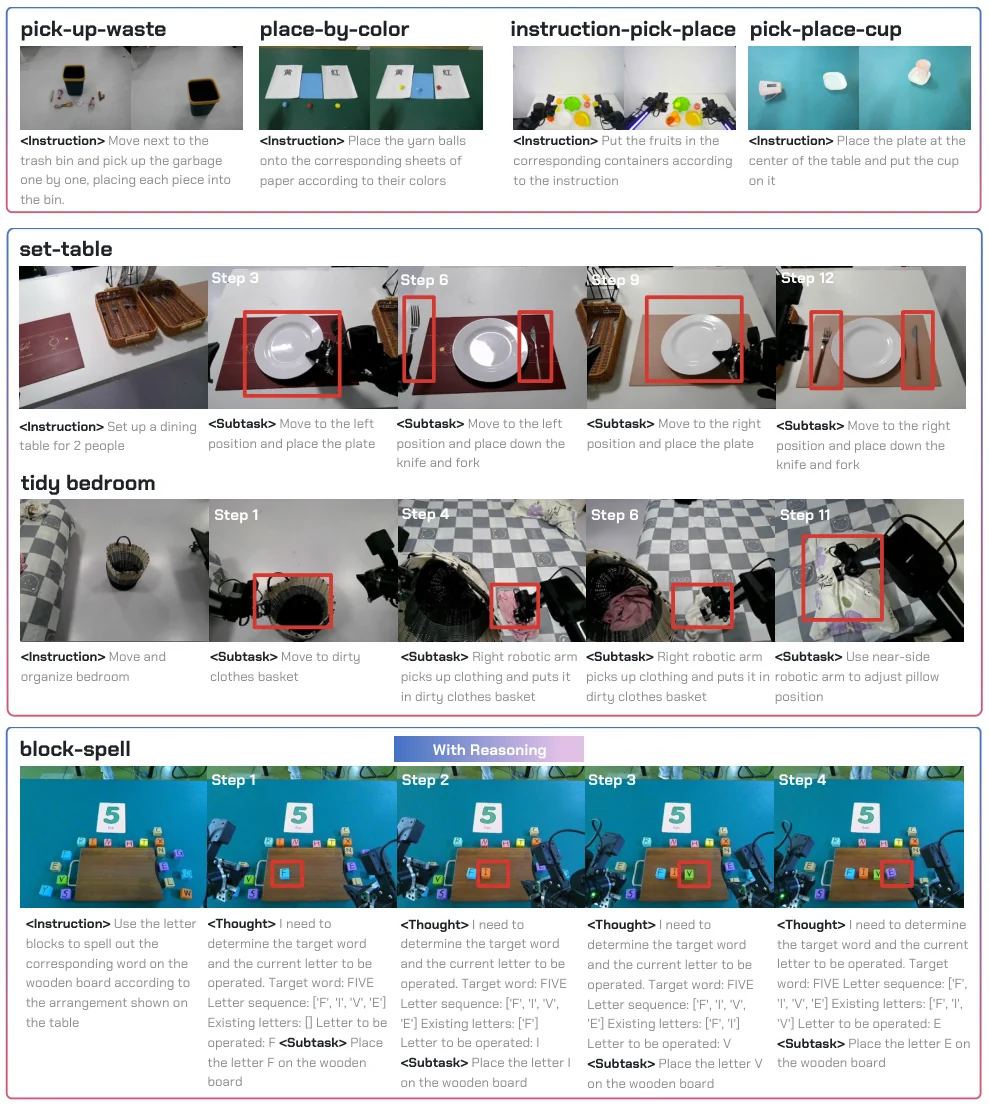 pick-up-waste
place-by-color
instruction-pick-place
pick-place-cup
黄
红
黄
红
<Instruction> Move next to the
trash bin and pick up the garbage
one by one, placing each piece into
the bin.
<Instruction> Place the yarn balls
onto the corresponding sheets of
paper according to their colors
<Instruction> Put the fruits in the
corresponding containers according
to the instruction
<Instruction> Place the plate at the
center of the table and put the cup
on it
set-table
Step 3
Step 6
Step 9
Step 12
<Instruction> Set up a dining
table for 2 people
<Subtask> Move to the left
position and place the plate
<Subtask> Move to the left
position and place down the
knife and fork
<Subtask> Move to the right
position and place the plate
<Subtask> Move to the right
position and place down the
knife and fork
tidy bedroom
Step 1
Step 4
Step 6
Step 11
<Instruction> Move and
organize bedroom
<Subtask> Move to dirty
clothes basket
<Subtask> Right robotic arm
picks up clothing and puts it
in dirty clothes basket
<Subtask> Right robotic arm
picks up clothing and puts it in
dirty clothes basket
<Subtask> Use near-side
robotic arm to adjust pillow
position
block-spell
With Reasoning
Step 1
Step 2
Step 3
Step 4
5
5
5
5
5
F
F I
F I V
F I V E
<Instruction> Use the letter
blocks to spell out the
corresponding word on the
wooden board according to
the arrangement shown on
the table
<Thought> I need to
determine the target word
and the current letter to be
operated. Target word: FIVE
Letter sequence: ['F', 'I', 'V', 'E']
Existing letters: [] Letter to be
operated: F <Subtask> Place
the letter F on the wooden
board
<Thought> I need to
determine the target word
and the current letter to be
operated. Target word: FIVE
Letter sequence: ['F', 'I', 'V',
'E'] Existing letters: ['F']
Letter to be operated: I
<Subtask> Place the letter I
on the wooden board
<Thought> I need to
determine the target word
and the current letter to be
operated. Target word: FIVE
Letter sequence: ['F', 'I', 'V',
'E'] Existing letters: ['F', 'I']
Letter to be operated: V
<Subtask> Place the letter V
on the wooden board
<Thought> I need to determine
the target word and the current
letter to be operated. Target
word: FIVE Letter sequence: ['F',
'I', 'V', 'E'] Existing letters: ['F', 'I',
'V'] Letter to be operated: E
<Subtask> Place the letter E on
the wooden board